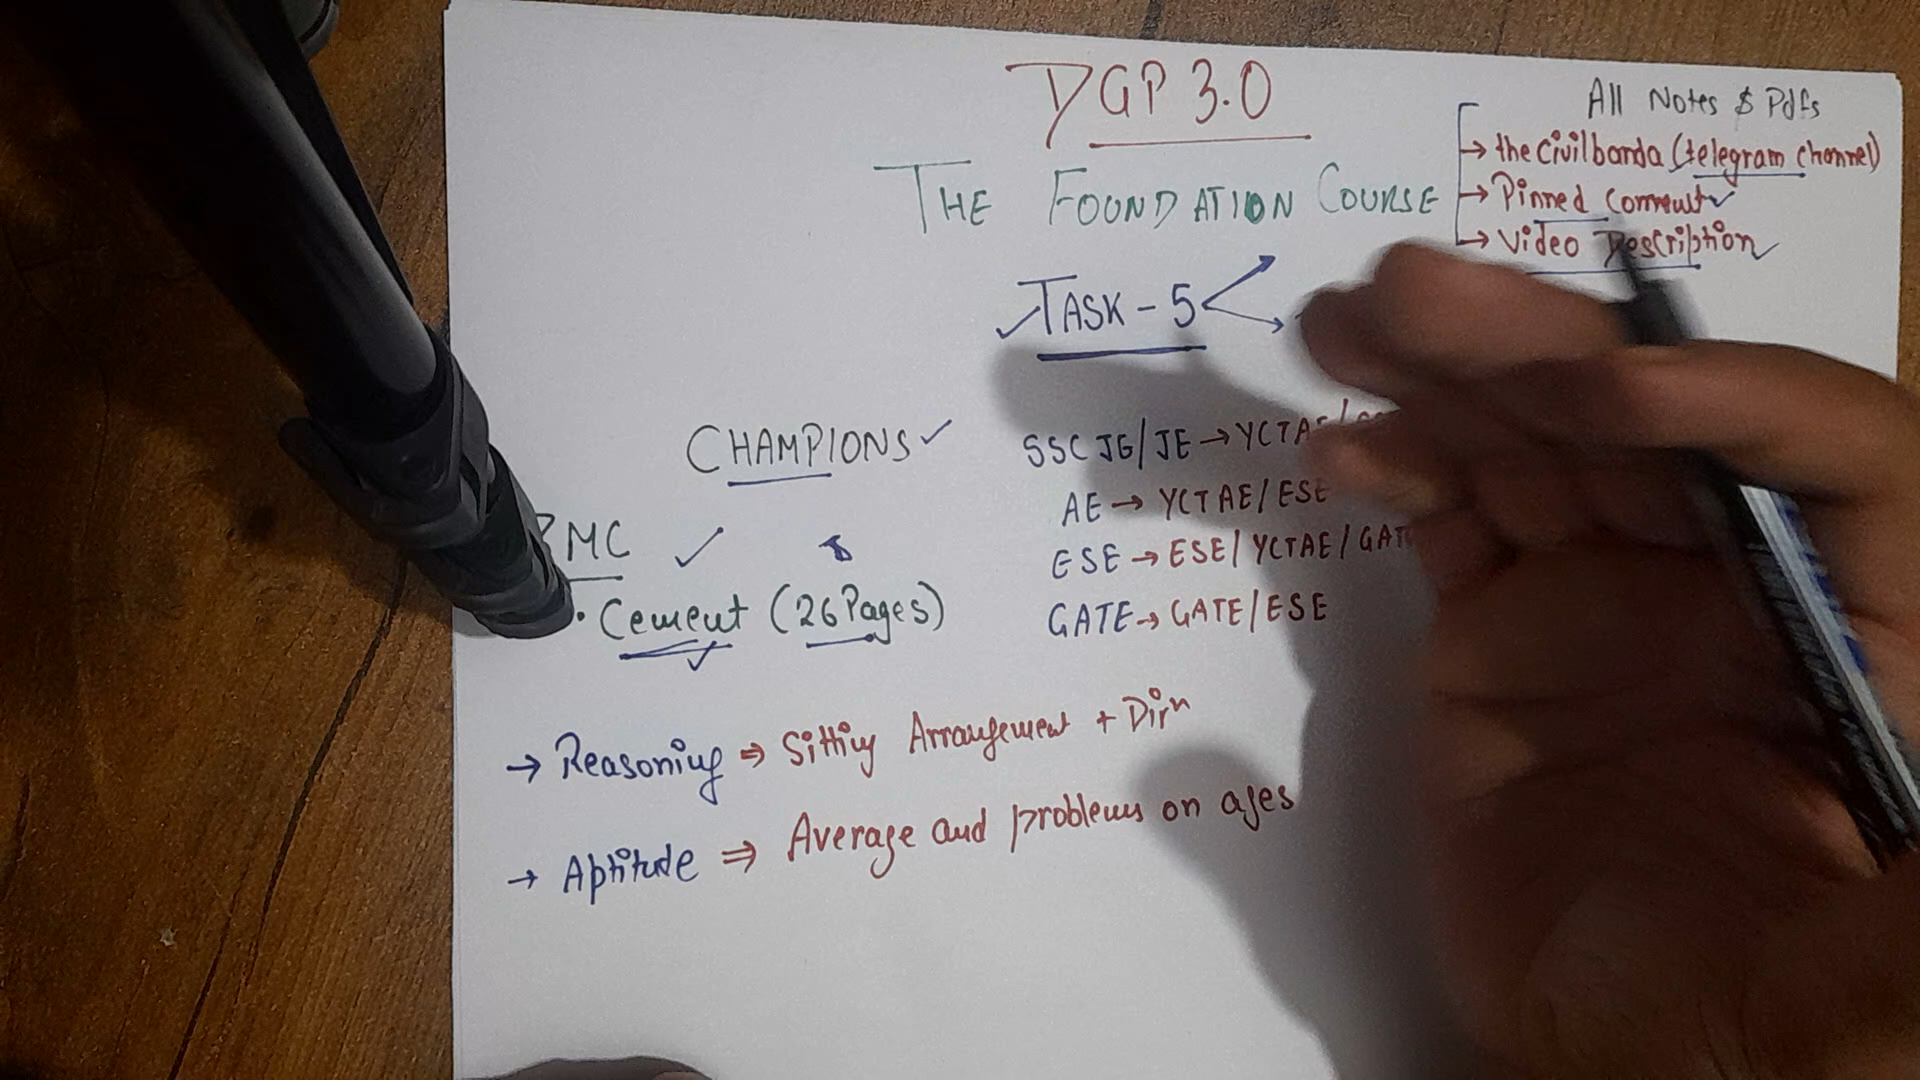 DGP 3.0
THE FOUNDATION COURSE
All Notes & Pdfs
→ the civilbanda (telegram channel)
→ Pinned Comment ✓
→ Video Description ✓
✓ TASK - 5
CHAMPIONS ✓
SSC JE/JE → YCTAE/
AE → YCTAE/ESE
ESE → ESE/YCTAE/GAT
GATE → GATE/ESE
MC ✓
• Cement (26 Pages)
→ Reasoning ⇒ Sitting Arrangement + Dirn
→ Aptitude ⇒ Average and problems on ages